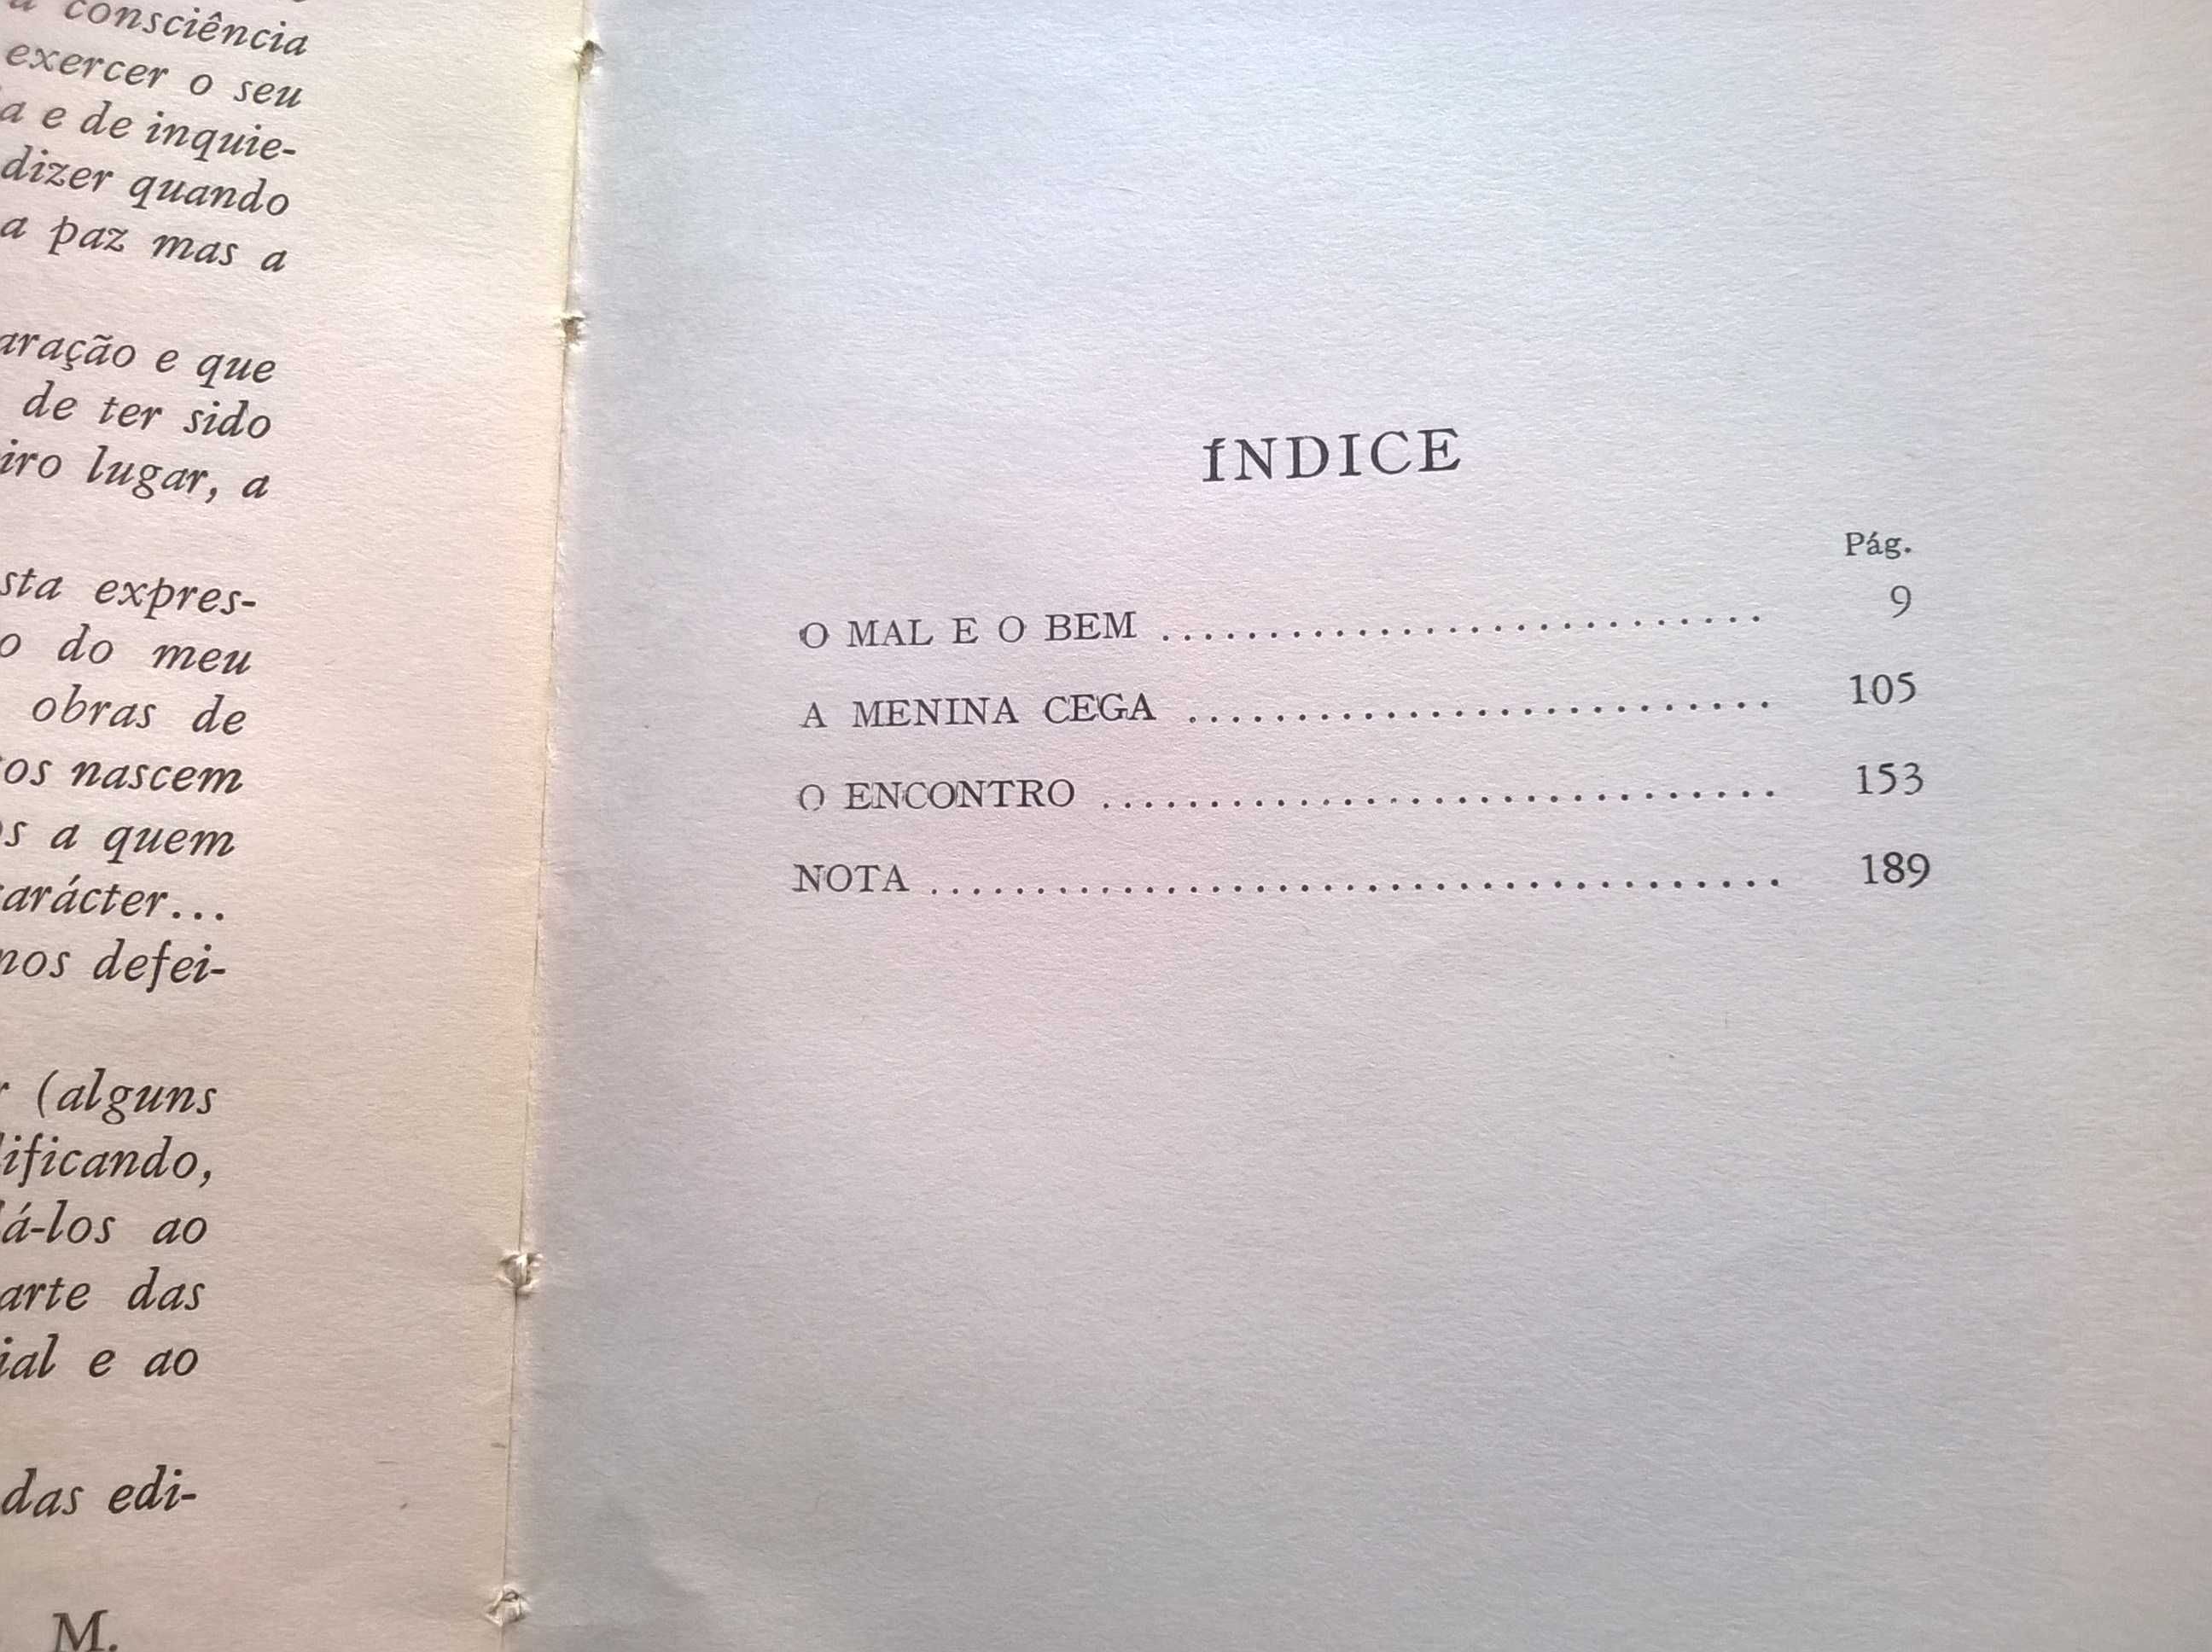 consciência
exercer o seu
a e de inquie-
dizer quando
a paz mas a
aração e que
de ter sido
iro lugar, a
sta expres-
o do meu
obras de
os nascem
s a quem
arácter...
nos defei-
(alguns
ificando,
á-los ao
arte das
ial e ao
das edi-
M.
ÍNDICE
Pág.
O MAL E O BEM .............................. 9
A MENINA CEGA .............................. 105
O ENCONTRO .............................. 153
NOTA .............................. 189